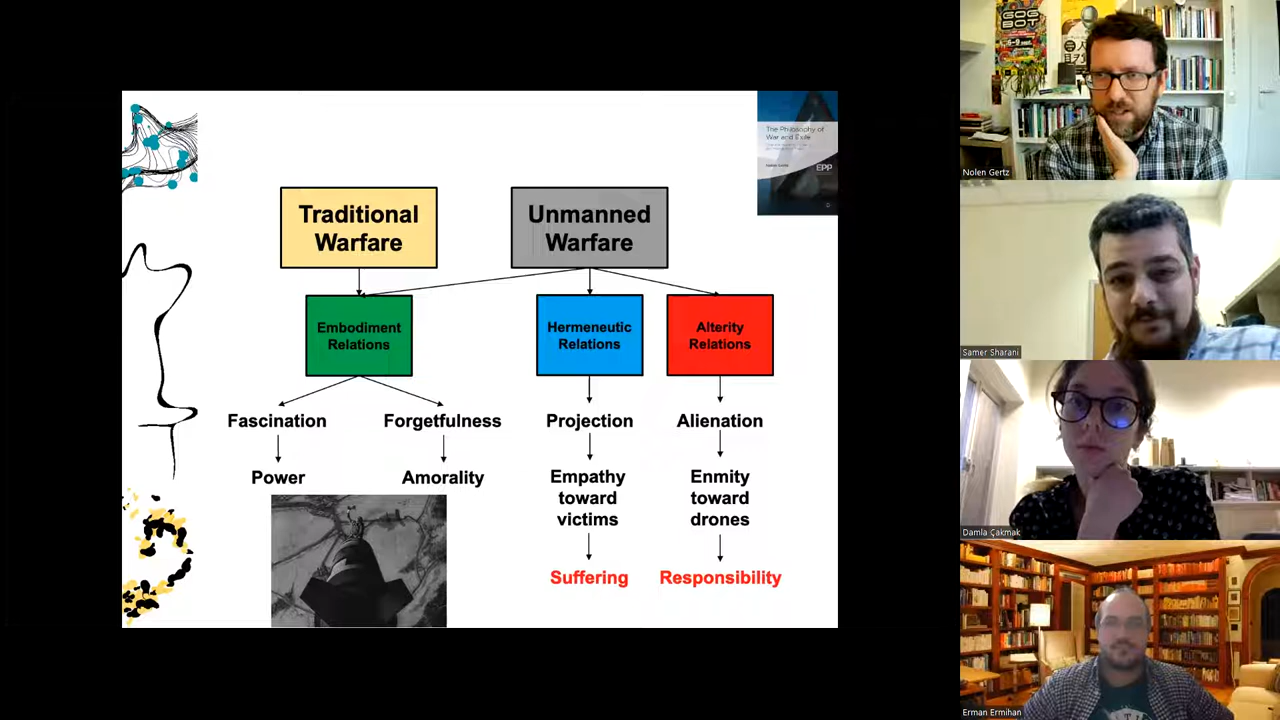 The Philosophy of
War and Exile
EPP
Traditional
Warfare
Unmanned
Warfare
Embodiment
Relations
Hermeneutic
Relations
Alterity
Relations
Fascination
Forgetfulness
Projection
Alienation
Power
Amorality
Empathy
toward
victims
Enmity
toward
drones
Suffering
Responsibility
GOG
BOT
Nolen Gertz
Samer Sharani
Damla Çakmak
Erman Ermihan